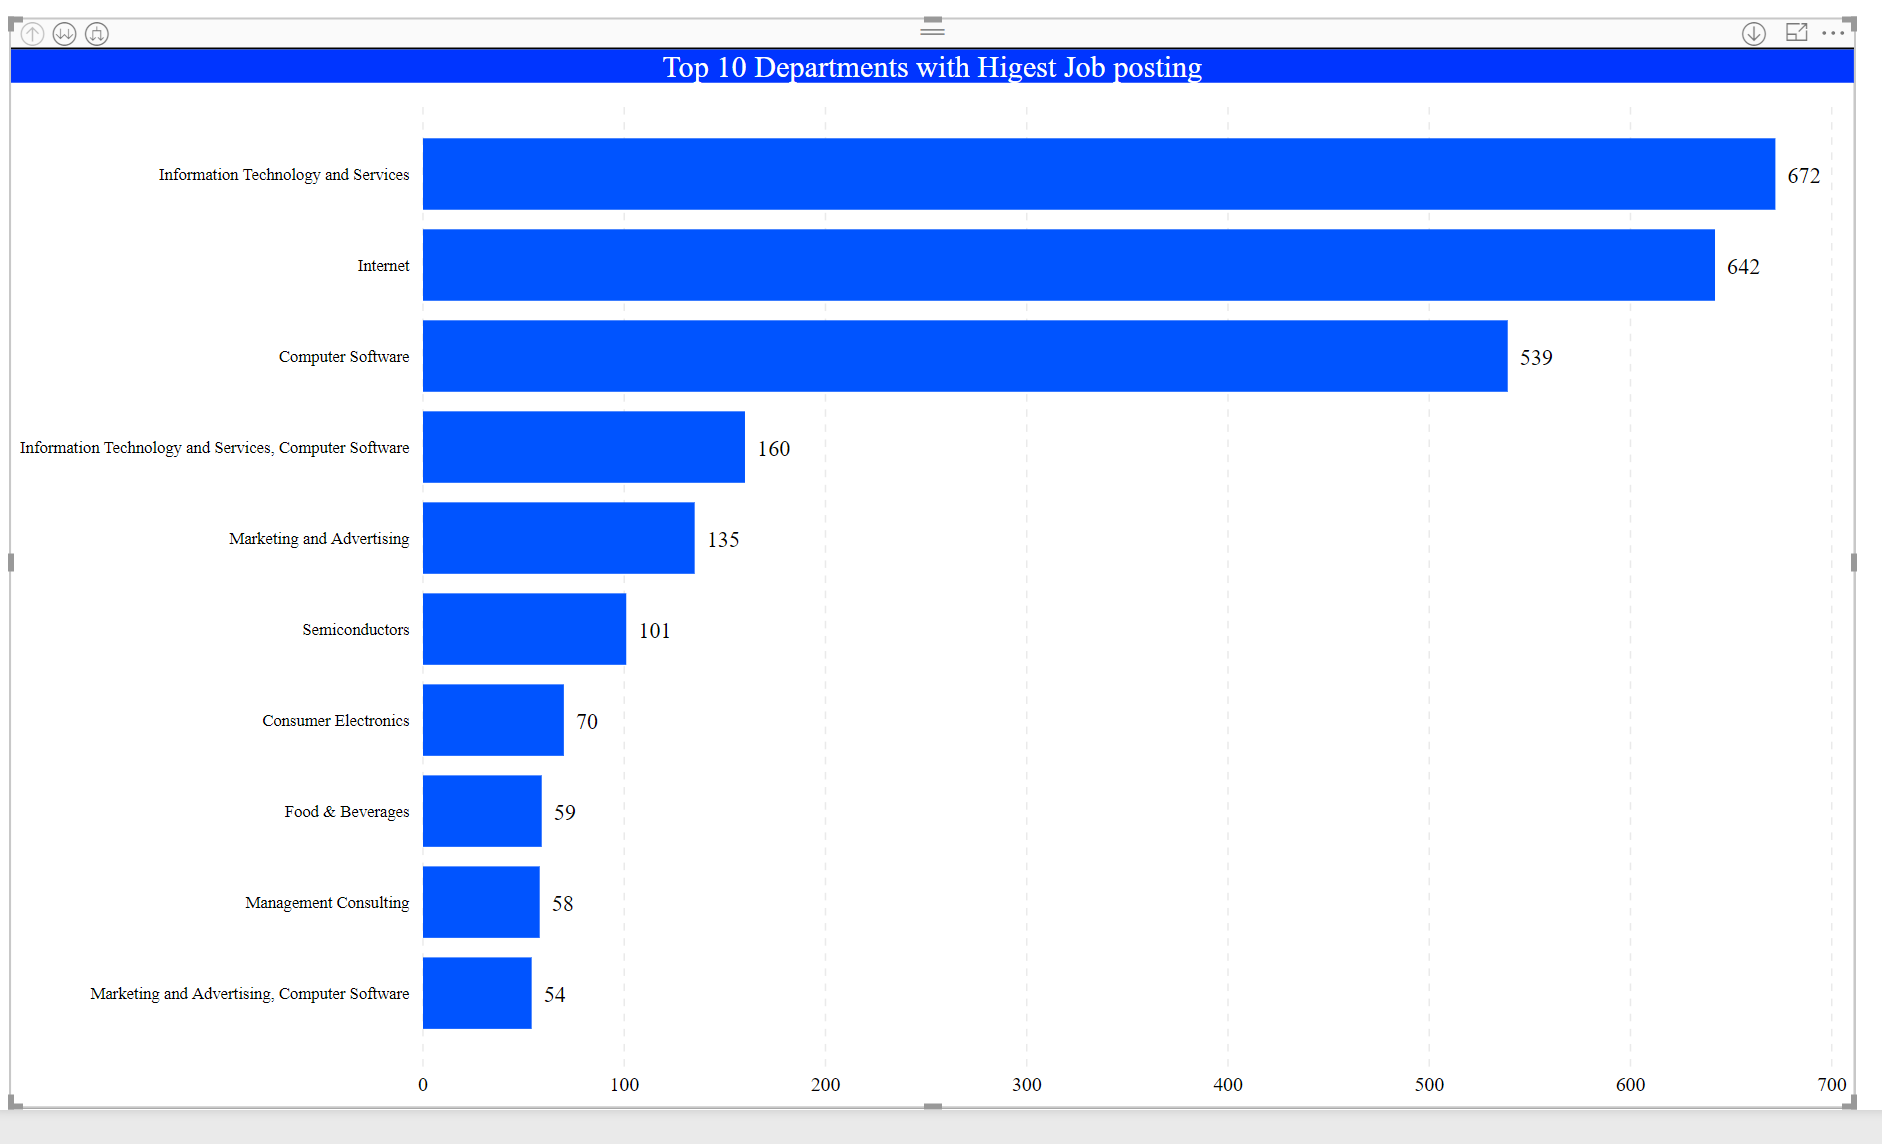 Top 10 Departments with Higest Job posting
Information Technology and Services 672
Internet 642
Computer Software 539
Information Technology and Services, Computer Software 160
Marketing and Advertising 135
Semiconductors 101
Consumer Electronics 70
Food & Beverages 59
Management Consulting 58
Marketing and Advertising, Computer Software 54
0 100 200 300 400 500 600 700